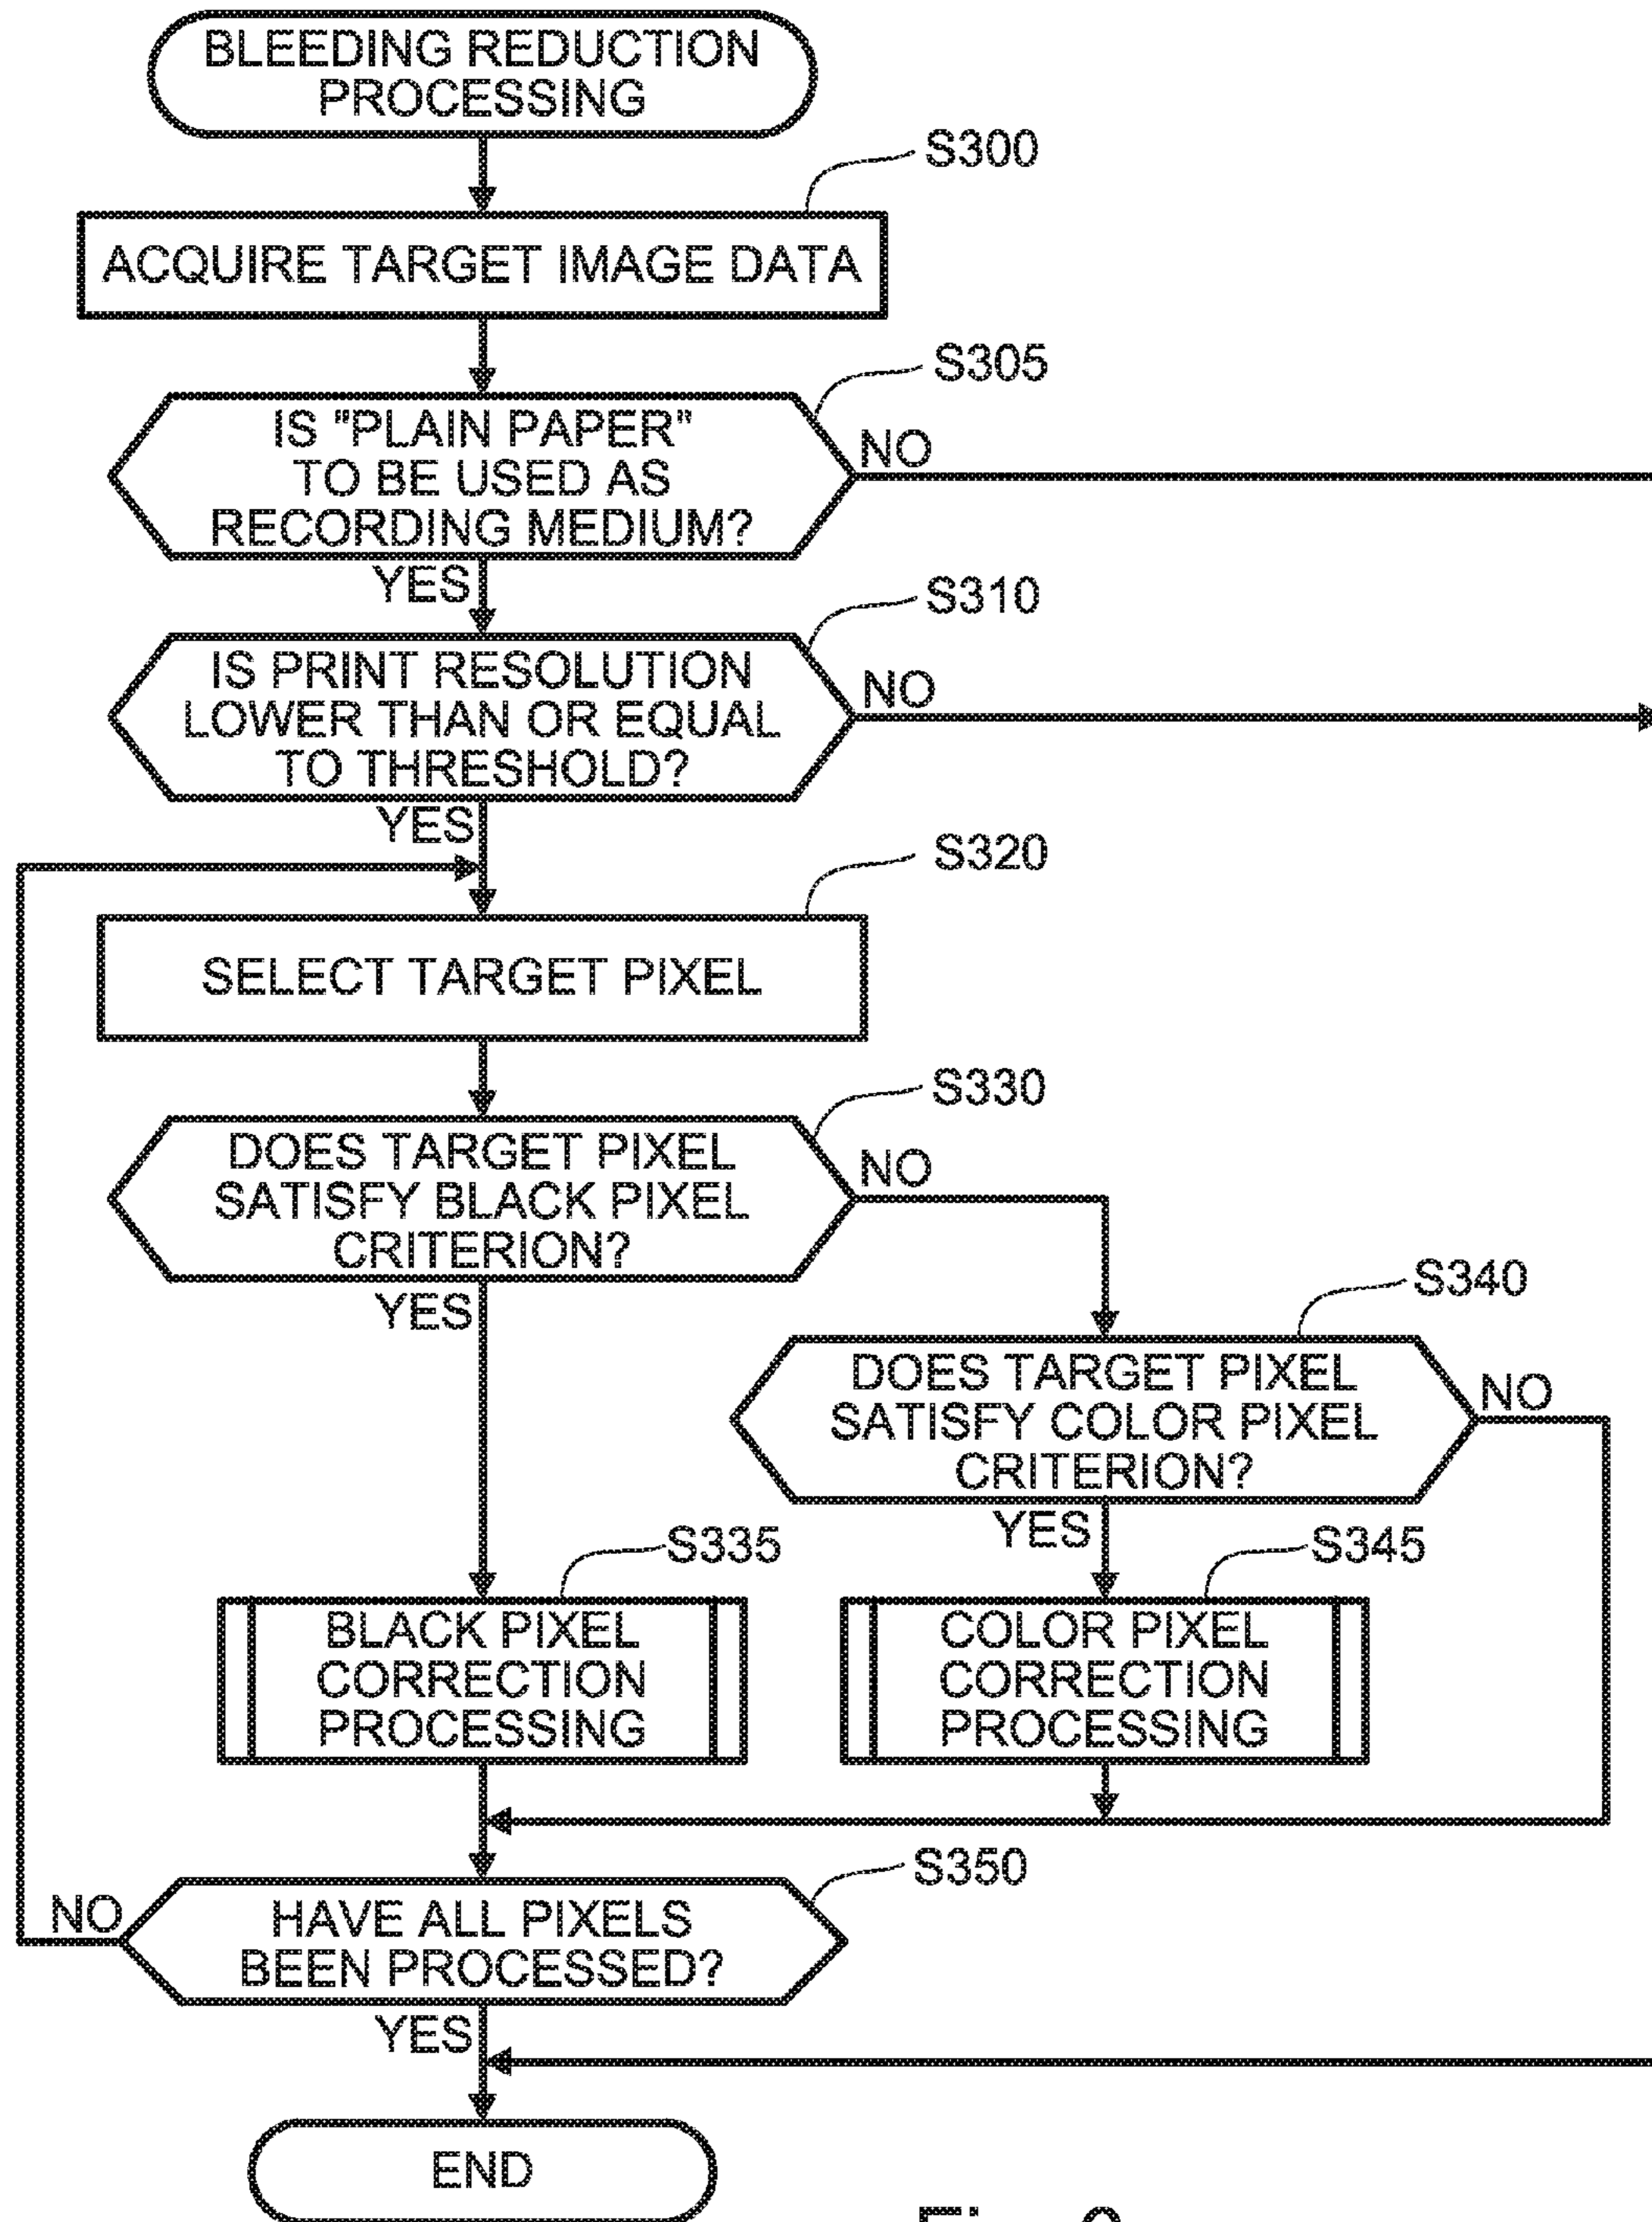 BLEEDING REDUCTION
PROCESSING
S300
ACQUIRE TARGET IMAGE DATA
S305
IS "PLAIN PAPER"
TO BE USED AS
RECORDING MEDIUM?
NO
YES
S310
IS PRINT RESOLUTION
LOWER THAN OR EQUAL
TO THRESHOLD?
NO
YES
S320
SELECT TARGET PIXEL
S330
DOES TARGET PIXEL
SATISFY BLACK PIXEL
CRITERION?
NO
YES
S340
DOES TARGET PIXEL
SATISFY COLOR PIXEL
CRITERION?
NO
YES
S335
BLACK PIXEL
CORRECTION
PROCESSING
S345
COLOR PIXEL
CORRECTION
PROCESSING
S350
HAVE ALL PIXELS
BEEN PROCESSED?
NO
YES
END